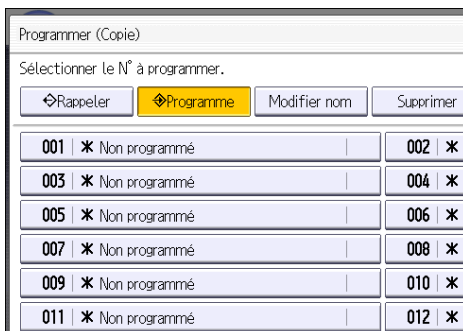 Programmer (Copie)
Sélectionner le N° à programmer.
Rappeler Programme Modifier nom Supprimer
001 * Non programmé 002 *
003 * Non programmé 004 *
005 * Non programmé 006 *
007 * Non programmé 008 *
009 * Non programmé 010 *
011 * Non programmé 012 *